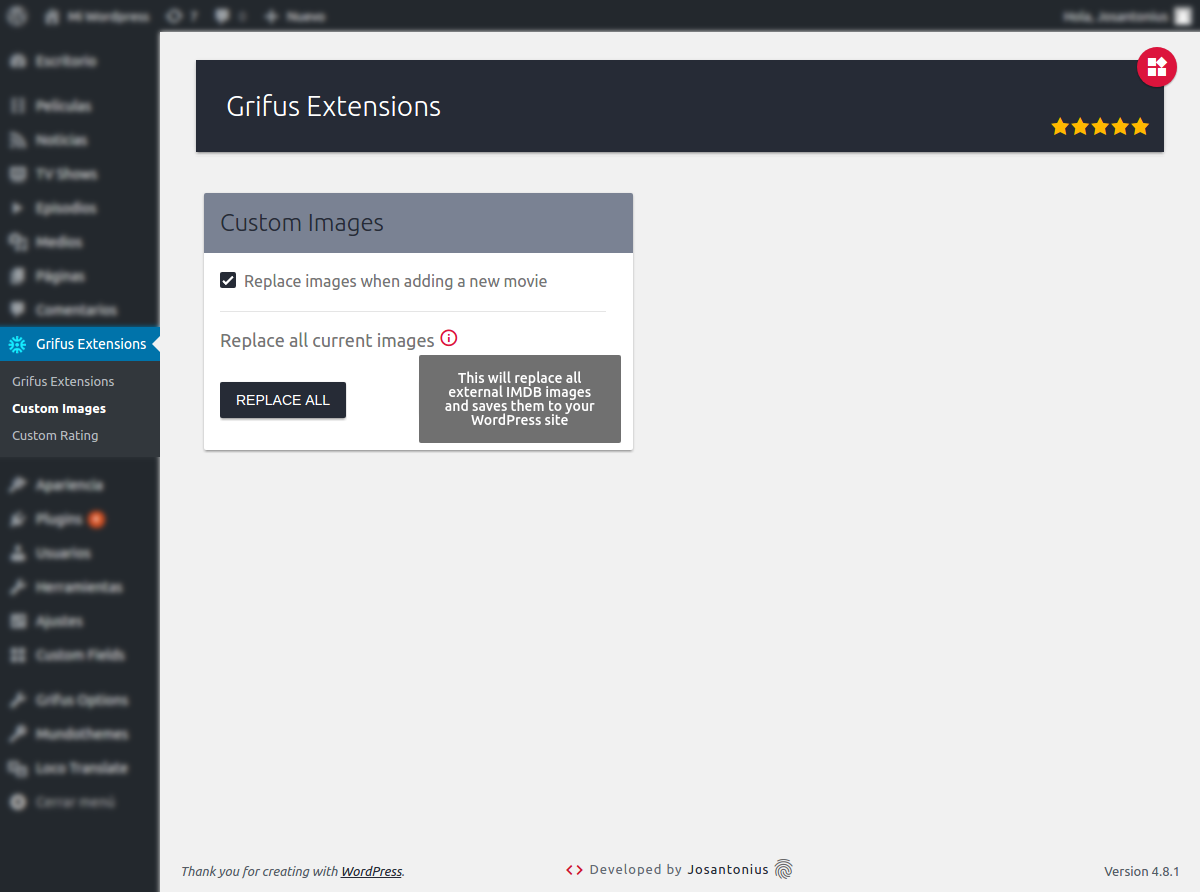 Mi Wordpress
Nuevo
Hola, Josantonius
Escritorio
Películas
Noticias
TV Shows
Episodios
Medios
Páginas
Comentarios
Grifus Extensions
Grifus Extensions
Custom Images
Custom Rating
Apariencia
Plugins
Usuarios
Herramientas
Ajustes
Custom Fields
Grifus Options
Mundothemes
Loco Translate
Cerrar menú
Grifus Extensions
Custom Images
Replace images when adding a new movie
Replace all current images
REPLACE ALL
This will replace all
external IMDB images
and saves them to your
WordPress site
Thank you for creating with WordPress.
Developed by Josantonius
Version 4.8.1